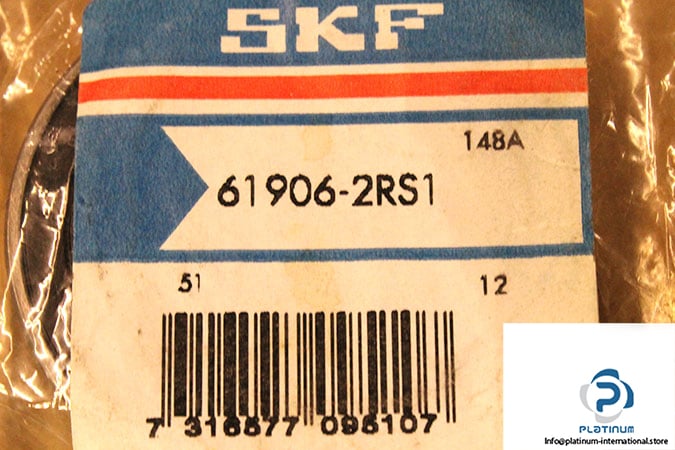 SKF
148A
61906-2RS1
51 12
7 316577 095107
PLATINUM
info@platinum-international.store